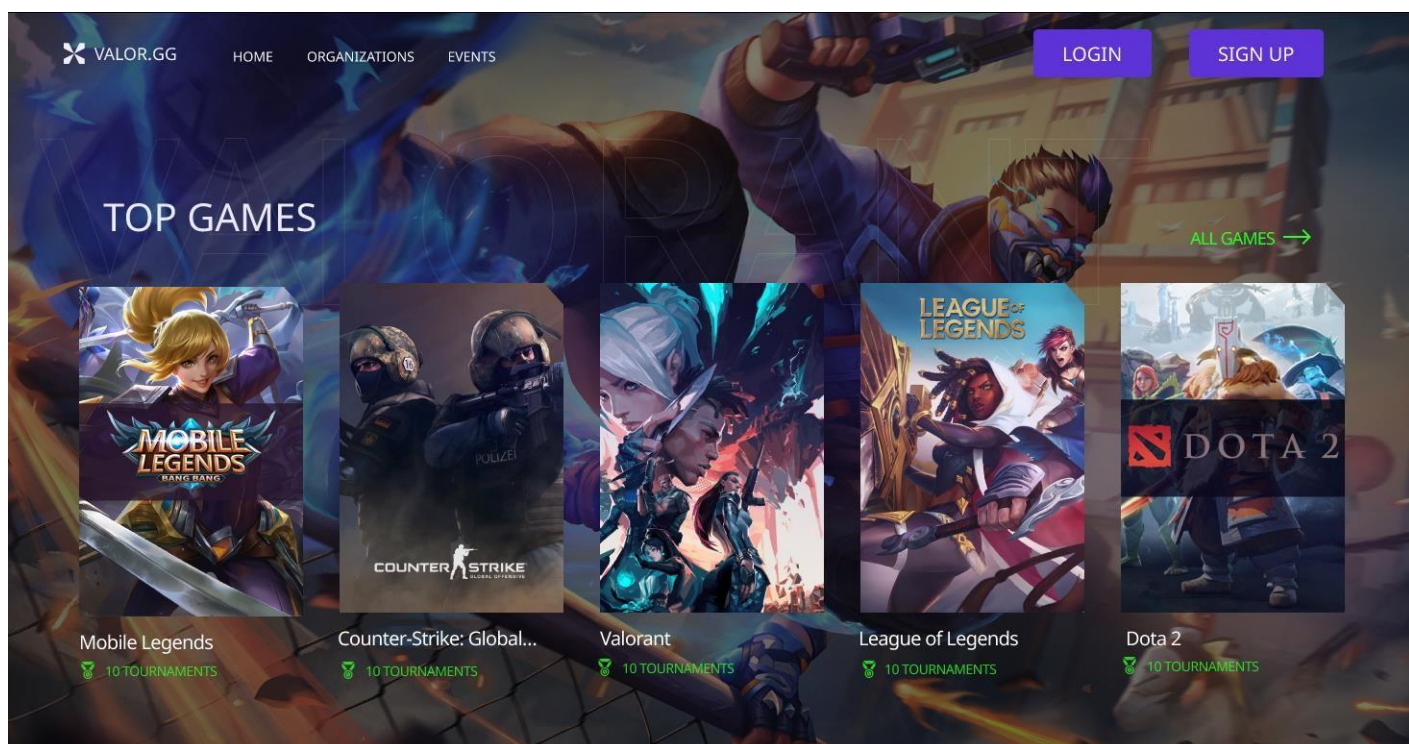 VALOR.GG
HOME
ORGANIZATIONS
EVENTS
LOGIN
SIGN UP
VALORANT
TOP GAMES
ALL GAMES
MOBILE
LEGENDS
BANG BANG
POLIZEI
COUNTER STRIKE
GLOBAL OFFENSIVE
LEAGUE OF
LEGENDS
DOTA 2
Mobile Legends
Counter-Strike: Global...
Valorant
League of Legends
Dota 2
10 TOURNAMENTS
10 TOURNAMENTS
10 TOURNAMENTS
10 TOURNAMENTS
10 TOURNAMENTS